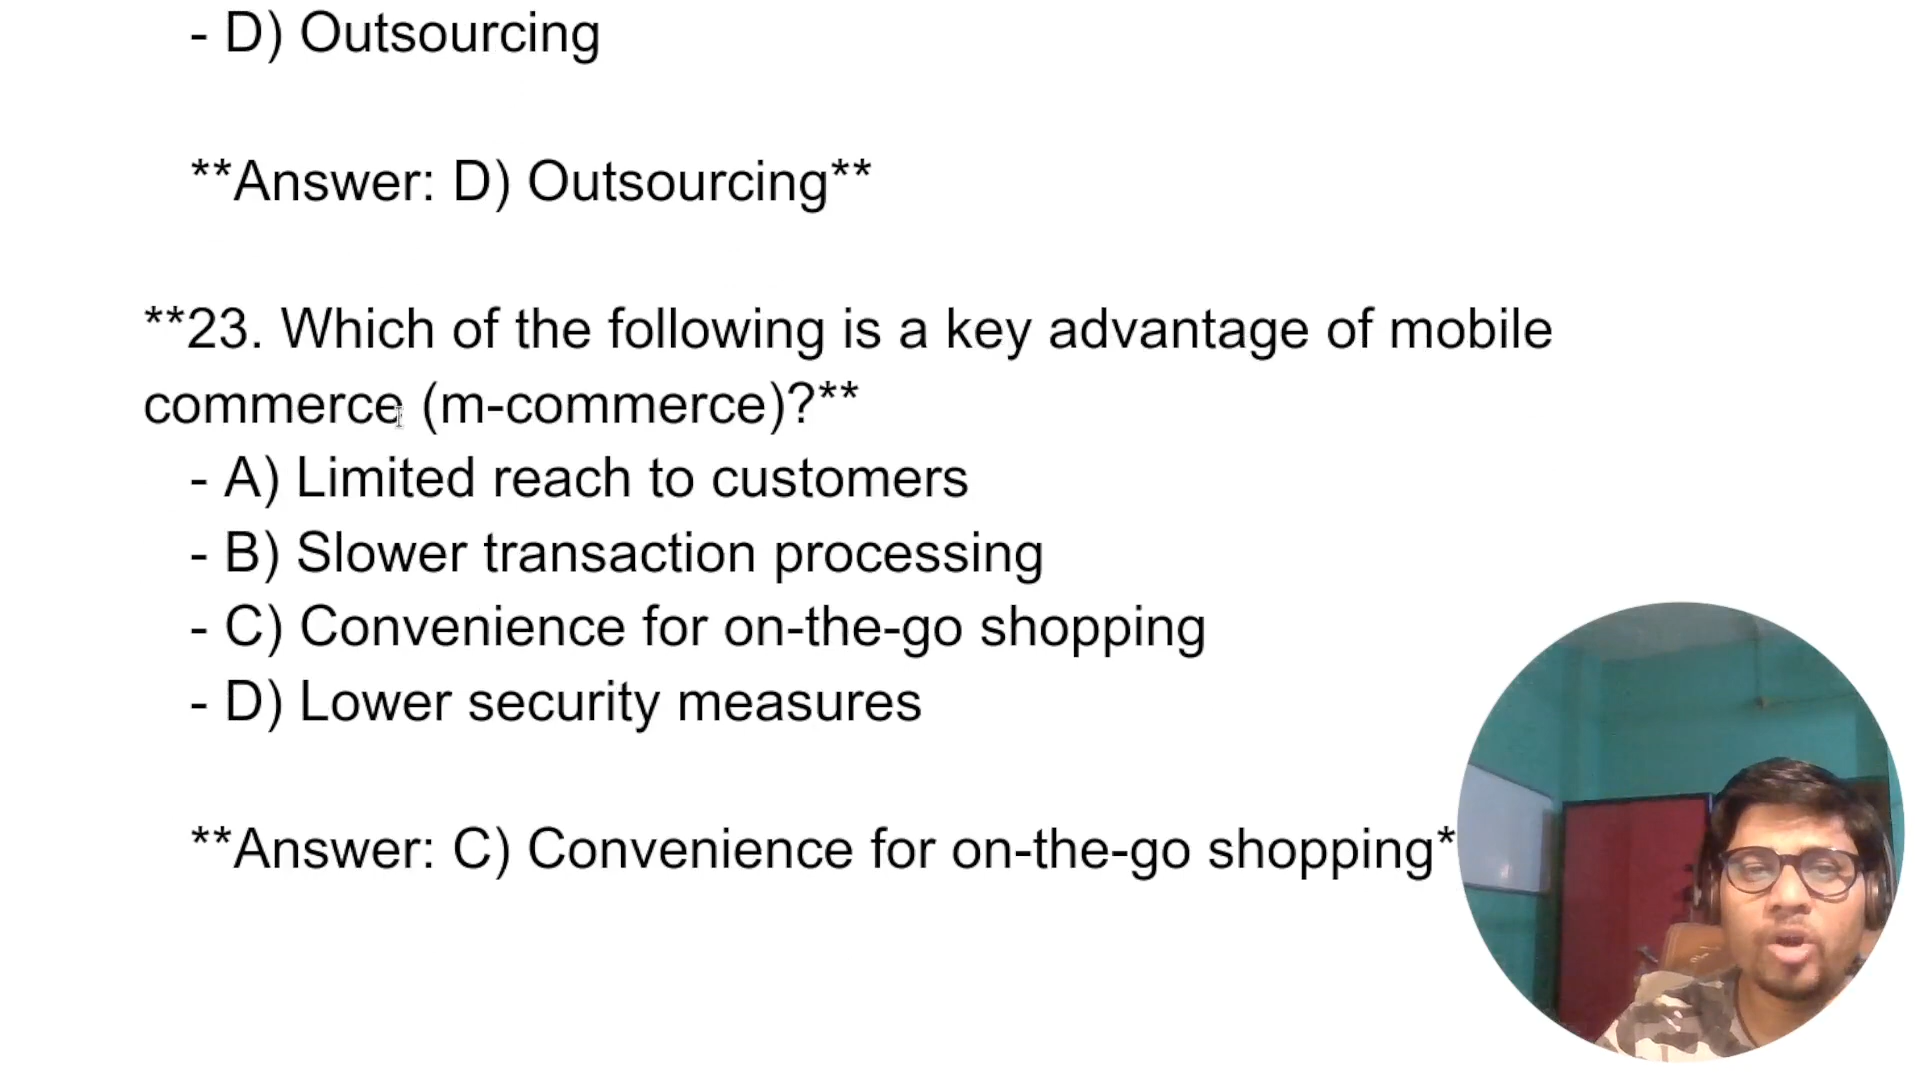 - D) Outsourcing
**Answer: D) Outsourcing**
**23. Which of the following is a key advantage of mobile
commerce (m-commerce)?**
- A) Limited reach to customers
- B) Slower transaction processing
- C) Convenience for on-the-go shopping
- D) Lower security measures
**Answer: C) Convenience for on-the-go shopping*